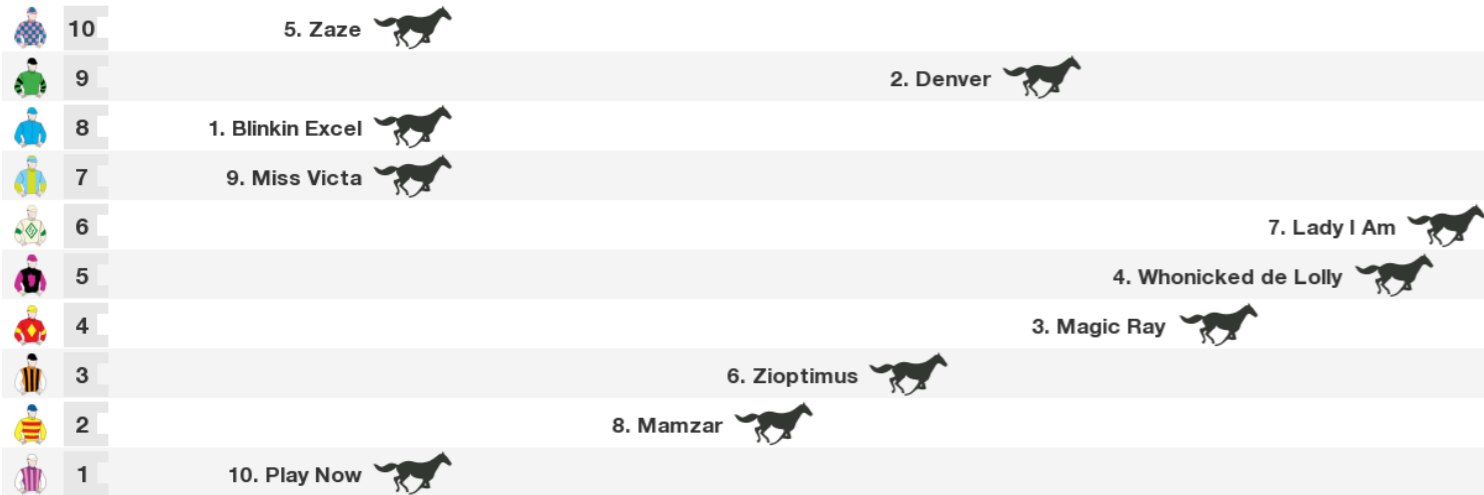 10 5. Zaze
9 2. Denver
8 1. Blinkin Excel
7 9. Miss Victa
6 7. Lady I Am
5 4. Whonicked de Lolly
4 3. Magic Ray
3 6. Zioptimus
2 8. Mamzar
1 10. Play Now